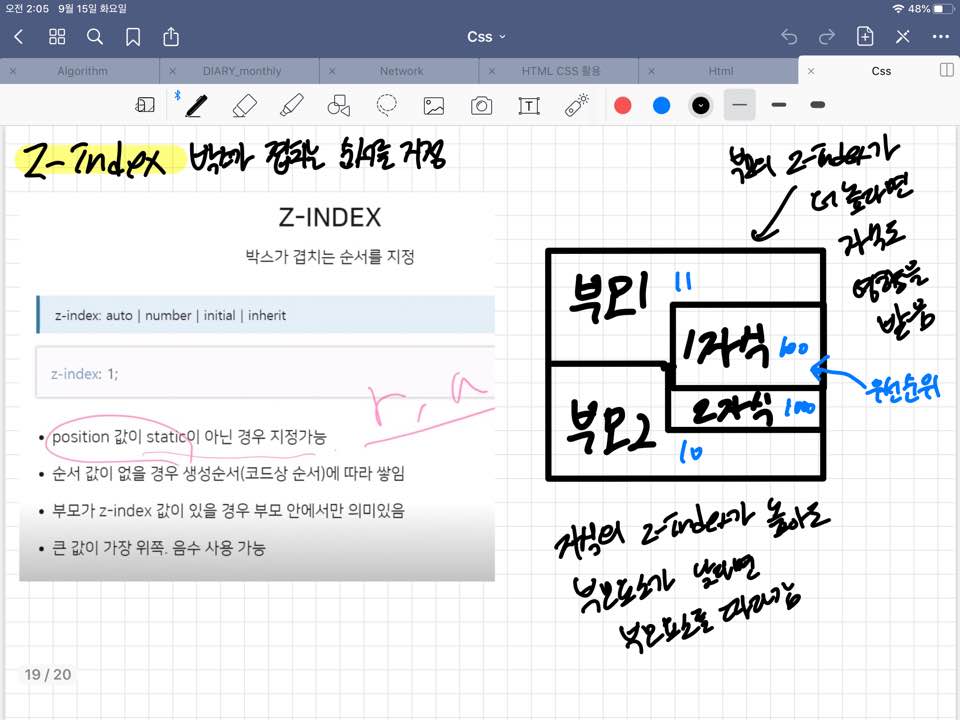 오전 2:05 9월 15일 화요일
48%
Css
Algorithm
DIARY_monthly
Network
HTML CSS 활용
Html
Css
Z-Index 박스가 겹치는 순서를 지정
Z-INDEX
박스가 겹치는 순서를 지정
z-index: auto | number | initial | inherit
z-index: 1;
r, a
• position 값이 static이 아닌 경우 지정가능
• 순서 값이 없을 경우 생성순서(코드상 순서)에 따라 쌓임
• 부모가 z-index 값이 있을 경우 부모 안에서만 의미있음
• 큰 값이 가장 위쪽. 음수 사용 가능
부모의 Z-Index가
더 높다면
자식도
영향을
받음
부모1 11
1자식 100
우선순위
2자식 100
부모2 10
자식의 Z-Index가 높아도
부모요소가 낮다면
부모요소를 따라감
19 / 20